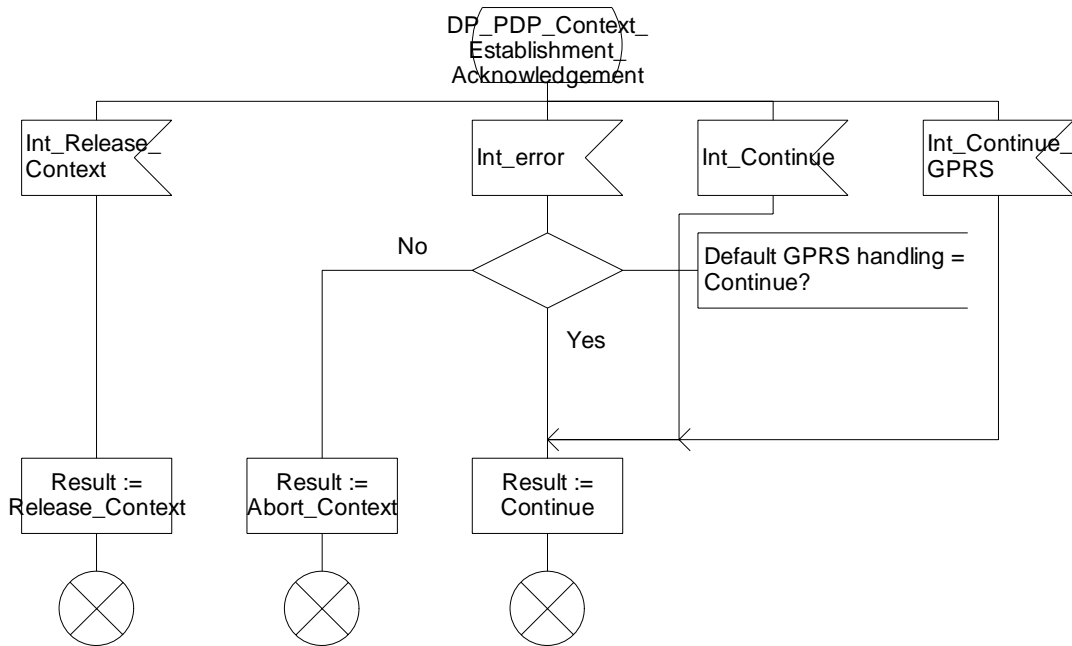 DP_PDP_Context_
Establishment_
Acknowledgement
Int_Release_
Context
Int_error
Int_Continue
Int_Continue_
GPRS
No
Default GPRS handling =
Continue?
Yes
Result :=
Release_Context
Result :=
Abort_Context
Result :=
Continue